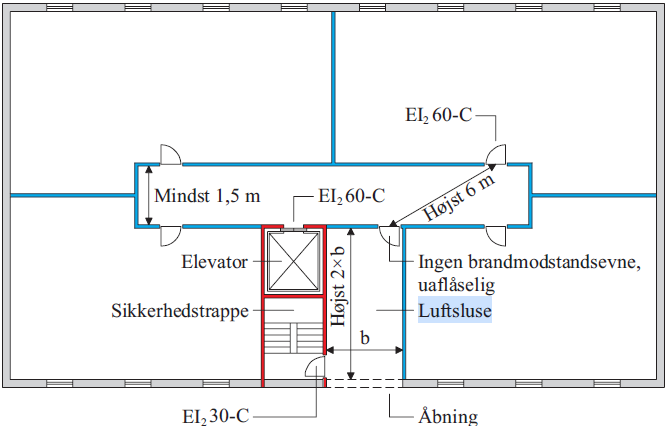 EI₂ 60-C
Mindst 1,5 m
EI₂ 60-C
Højst 6 m
Elevator
Højst 2×b
Ingen brandmodstandsevne,
uaflåselig
Sikkerhedstrappe
Luftsluse
b
EI₂ 30-C
Åbning